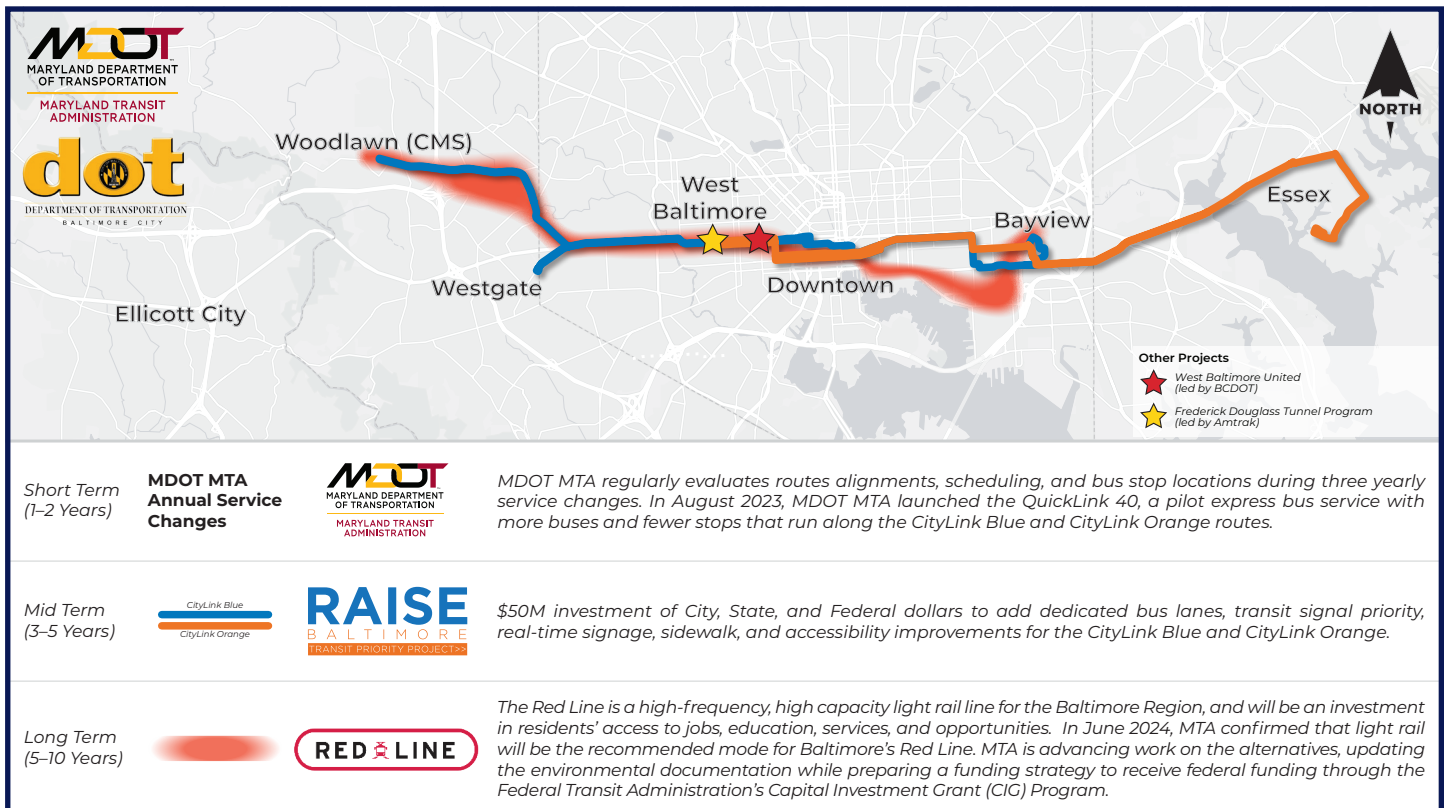 MDOT
MARYLAND DEPARTMENT
OF TRANSPORTATION
MARYLAND TRANSIT
ADMINISTRATION
dot
DEPARTMENT OF TRANSPORTATION
BALTIMORE CITY
NORTH
Woodlawn (CMS)
West
Baltimore
Bayview
Essex
Westgate
Downtown
Ellicott City
Other Projects
West Baltimore United
(led by BCDOT)
Frederick Douglass Tunnel Program
(led by Amtrak)
Short Term
(1–2 Years)
MDOT MTA
Annual Service
Changes
MDOT
MARYLAND DEPARTMENT
OF TRANSPORTATION
MARYLAND TRANSIT
ADMINISTRATION
MDOT MTA regularly evaluates routes alignments, scheduling, and bus stop locations during three yearly
service changes. In August 2023, MDOT MTA launched the QuickLink 40, a pilot express bus service with
more buses and fewer stops that run along the CityLink Blue and CityLink Orange routes.
Mid Term
(3–5 Years)
CityLink Blue
CityLink Orange
RAISE
BALTIMORE
TRANSIT PRIORITY PROJECT>>
$50M investment of City, State, and Federal dollars to add dedicated bus lanes, transit signal priority,
real-time signage, sidewalk, and accessibility improvements for the CityLink Blue and CityLink Orange.
Long Term
(5–10 Years)
RED LINE
The Red Line is a high-frequency, high capacity light rail line for the Baltimore Region, and will be an investment
in residents' access to jobs, education, services, and opportunities. In June 2024, MTA confirmed that light rail
will be the recommended mode for Baltimore's Red Line. MTA is advancing work on the alternatives, updating
the environmental documentation while preparing a funding strategy to receive federal funding through the
Federal Transit Administration's Capital Investment Grant (CIG) Program.